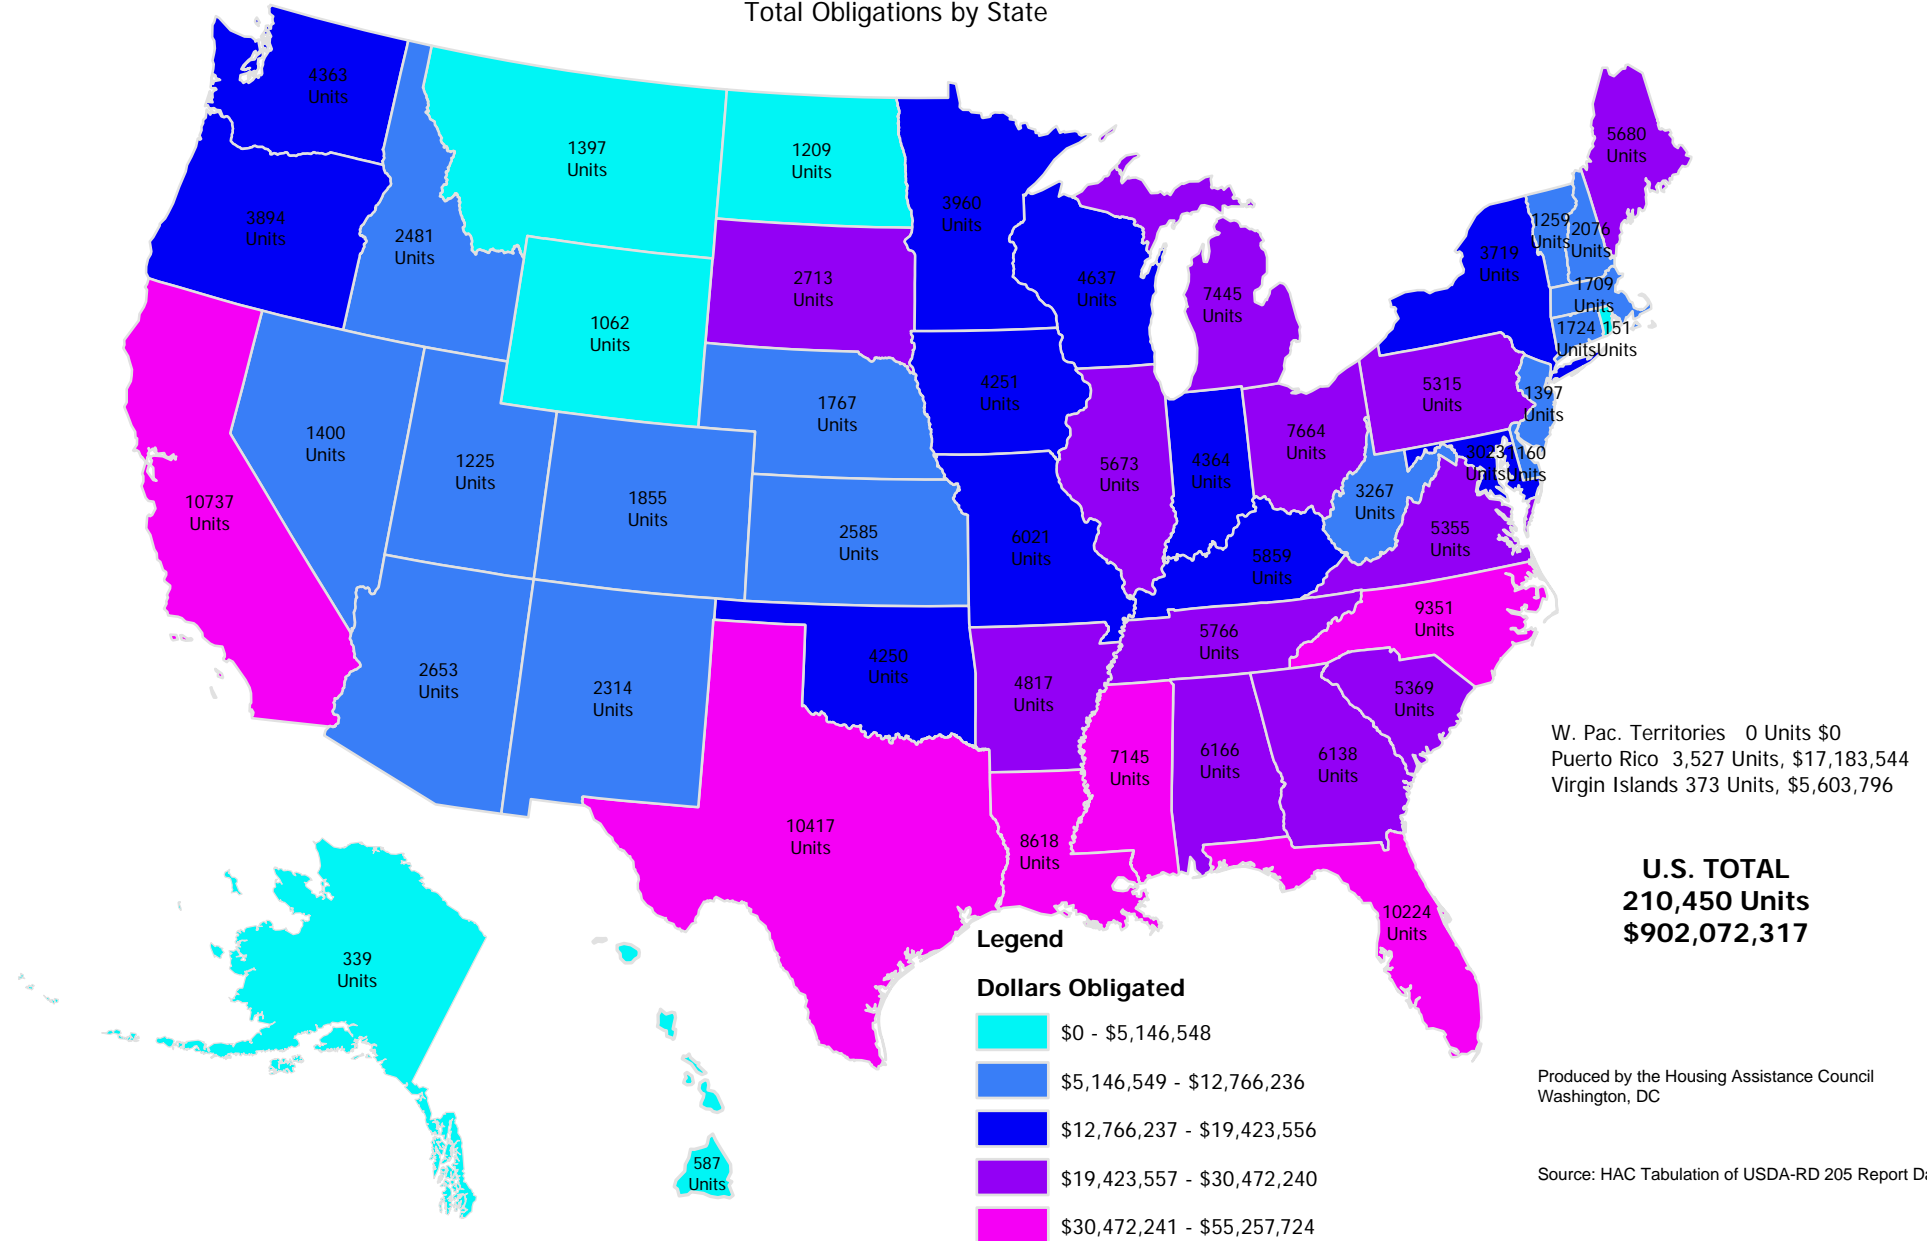 Total Obligations by State
4363
Units
1397
Units
1209
Units
5680
Units
3894
Units
2481
Units
3960
Units
1259
Units
2076
Units
3719
Units
2713
Units
4637
Units
7445
Units
1709
Units
1062
Units
1724
Units
151
Units
4251
Units
5315
Units
1397
Units
1767
Units
1400
Units
1225
Units
7664
Units
5673
Units
4364
Units
3023
Units
160
Units
10737
Units
1855
Units
3267
Units
2585
Units
6021
Units
5355
Units
5859
Units
9351
Units
5766
Units
2653
Units
2314
Units
4250
Units
4817
Units
5369
Units
7145
Units
6166
Units
6138
Units
W. Pac. Territories 0 Units $0
Puerto Rico 3,527 Units, $17,183,544
Virgin Islands 373 Units, $5,603,796
10417
Units
8618
Units
U.S. TOTAL
210,450 Units
$902,072,317
10224
Units
339
Units
587
Units
Legend
Dollars Obligated
$0 - $5,146,548
$5,146,549 - $12,766,236
$12,766,237 - $19,423,556
$19,423,557 - $30,472,240
$30,472,241 - $55,257,724
Produced by the Housing Assistance Council
Washington, DC
Source: HAC Tabulation of USDA-RD 205 Report Da